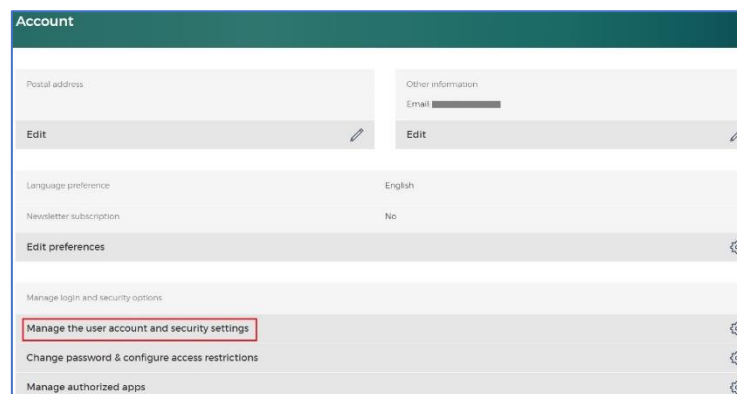 Account
Postal address
Edit
Other information
Email
Edit
Language preference English
Newsletter subscription No
Edit preferences
Manage login and security options
Manage the user account and security settings
Change password & configure access restrictions
Manage authorized apps